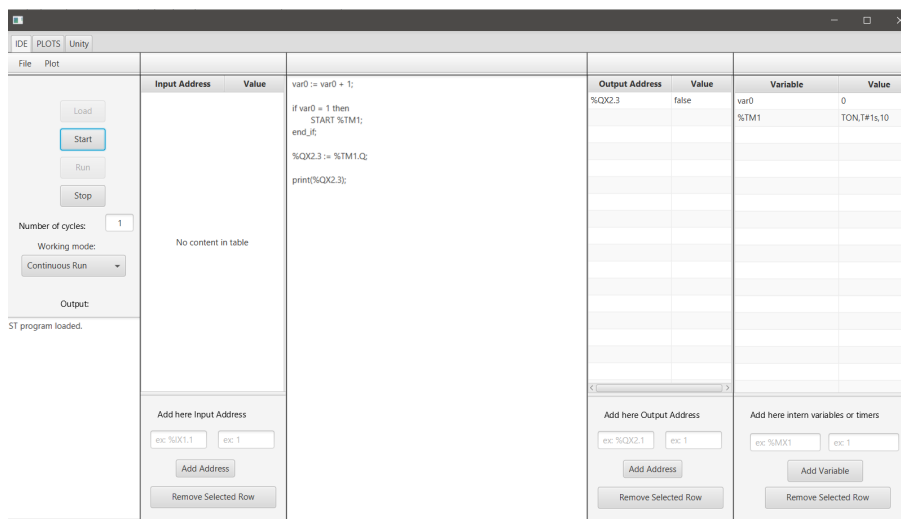 IDE PLOTS Unity
File Plot
Load
Start
Run
Stop
Number of cycles: 1
Working mode:
Continuous Run
Output:
ST program loaded.
Input Address Value
No content in table
Add here Input Address
ex: %IX1.1 ex: 1
Add Address
Remove Selected Row
var0 := var0 + 1;
if var0 = 1 then
START %TM1;
end_if;
%QX2.3 := %TM1.Q;
print(%QX2.3);
Output Address Value
%QX2.3 false
Add here Output Address
ex: %QX2.1 ex: 1
Add Address
Remove Selected Row
Variable Value
var0 0
%TM1 TON,T#1s,10
Add here intern variables or timers
ex: %MX1 ex: 1
Add Variable
Remove Selected Row